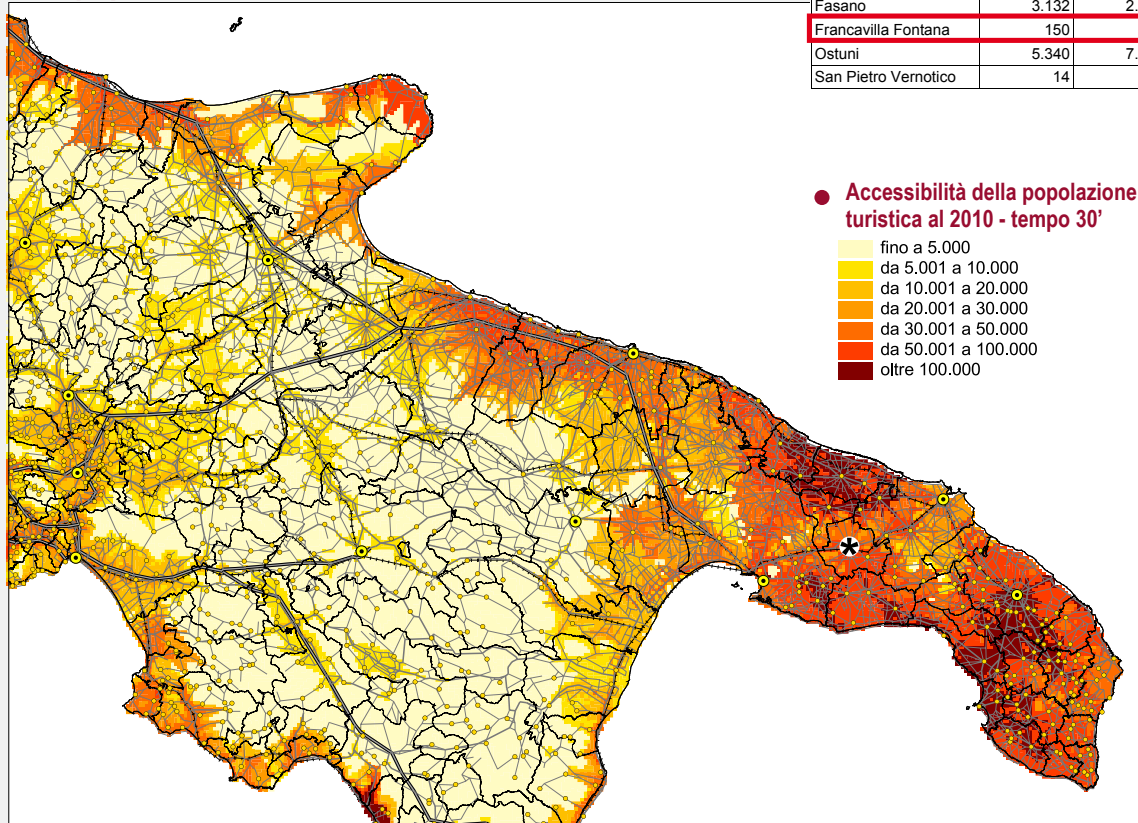 Fasano 3.132 2.
Francavilla Fontana 150
Ostuni 5.340 7.
San Pietro Vernotico 14
Accessibilità della popolazione
turistica al 2010 - tempo 30’
fino a 5.000
da 5.001 a 10.000
da 10.001 a 20.000
da 20.001 a 30.000
da 30.001 a 50.000
da 50.001 a 100.000
oltre 100.000